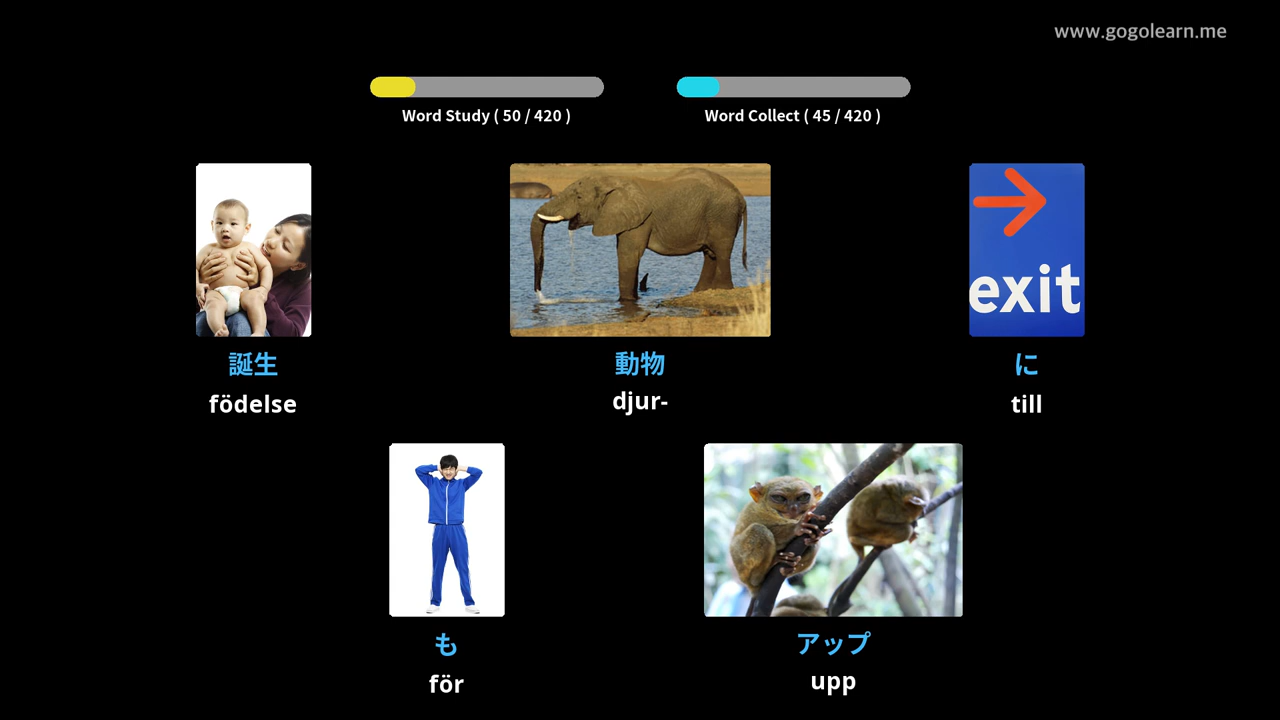 www.gogolearn.me
Word Study ( 50 / 420 )
Word Collect ( 45 / 420 )
exit
誕生
födelse
動物
djur-
に
till
も
för
アップ
upp